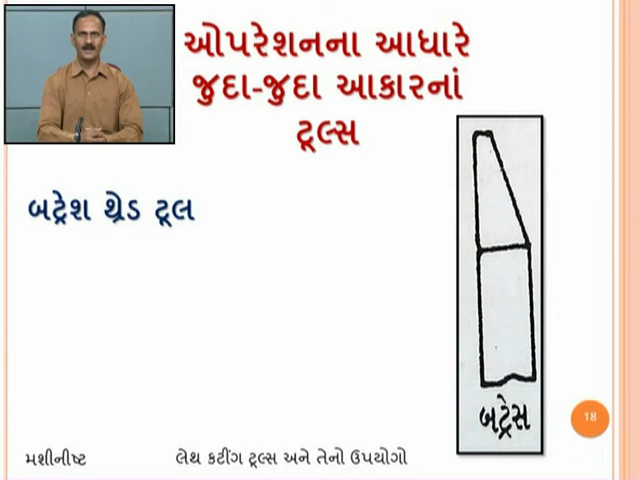 ઓપરેશનના આધારે
જુદા-જુદા આકારનાં
ટૂલ્સ
બટ્રેશ થ્રેડ ટૂલ
બટ્રેસ
18
મશીનીષ્ટ
લેથ કટીંગ ટૂલ્સ અને તેનો ઉપયોગો